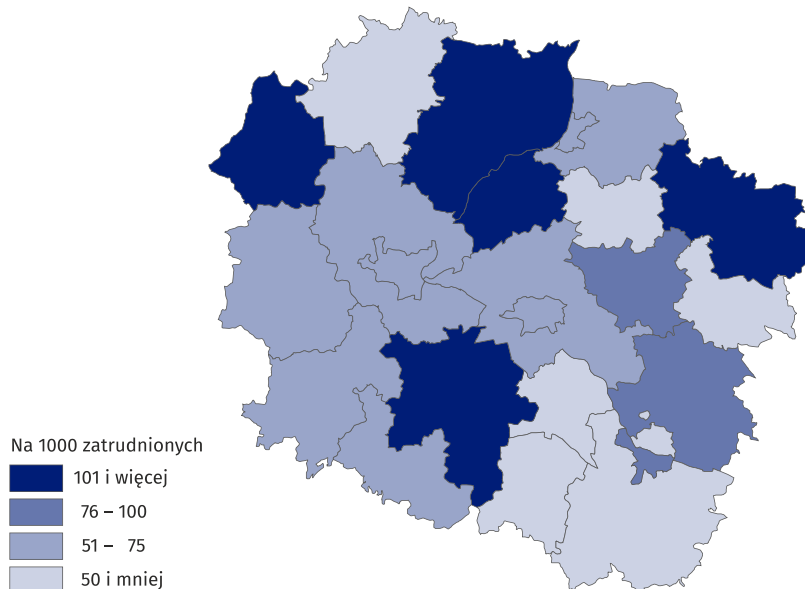 Na 1000 zatrudnionych
101 i więcej
76 – 100
51 – 75
50 i mniej